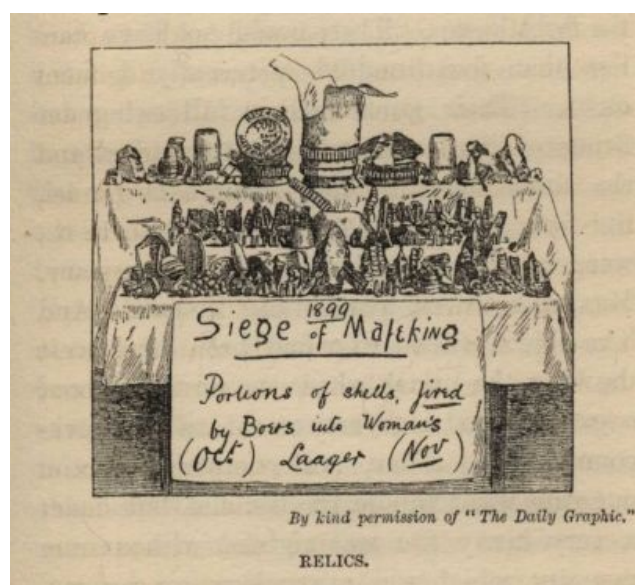 Siege 1899 of Mafeking
Portions of shells, fired
by Boers into Woman's
(Oct) Laager (Nov)
By kind permission of "The Daily Graphic."
RELICS.